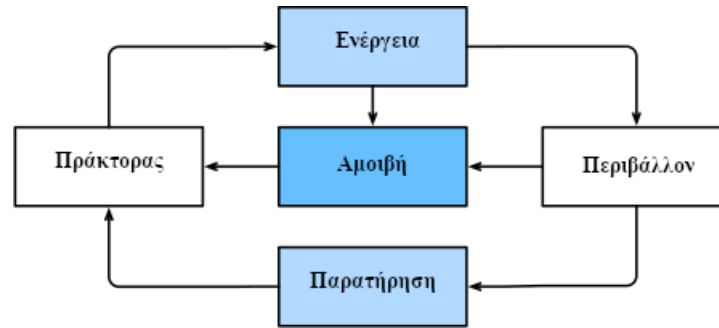 Ενέργεια
Πράκτορας
Αμοιβή
Περιβάλλον
Παρατήρηση